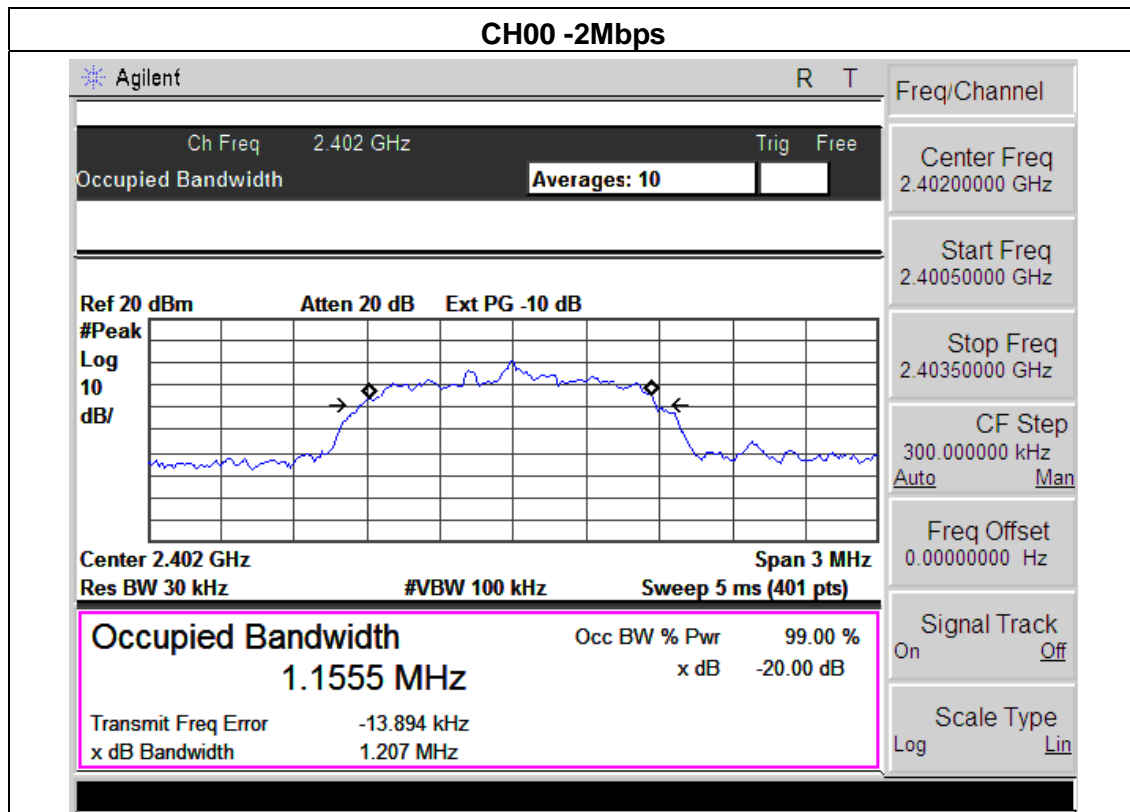 CH00 -2Mbps
Agilent R T
Ch Freq 2.402 GHz Trig Free
Occupied Bandwidth Averages: 10
Ref 20 dBm Atten 20 dB Ext PG -10 dB
#Peak
Log
10
dB/
Center 2.402 GHz Span 3 MHz
Res BW 30 kHz #VBW 100 kHz Sweep 5 ms (401 pts)
Occupied Bandwidth Occ BW % Pwr 99.00 %
1.1555 MHz x dB -20.00 dB
Transmit Freq Error -13.894 kHz
x dB Bandwidth 1.207 MHz
Freq/Channel
Center Freq
2.40200000 GHz
Start Freq
2.40050000 GHz
Stop Freq
2.40350000 GHz
CF Step
300.000000 kHz
Auto Man
Freq Offset
0.00000000 Hz
Signal Track
On Off
Scale Type
Log Lin